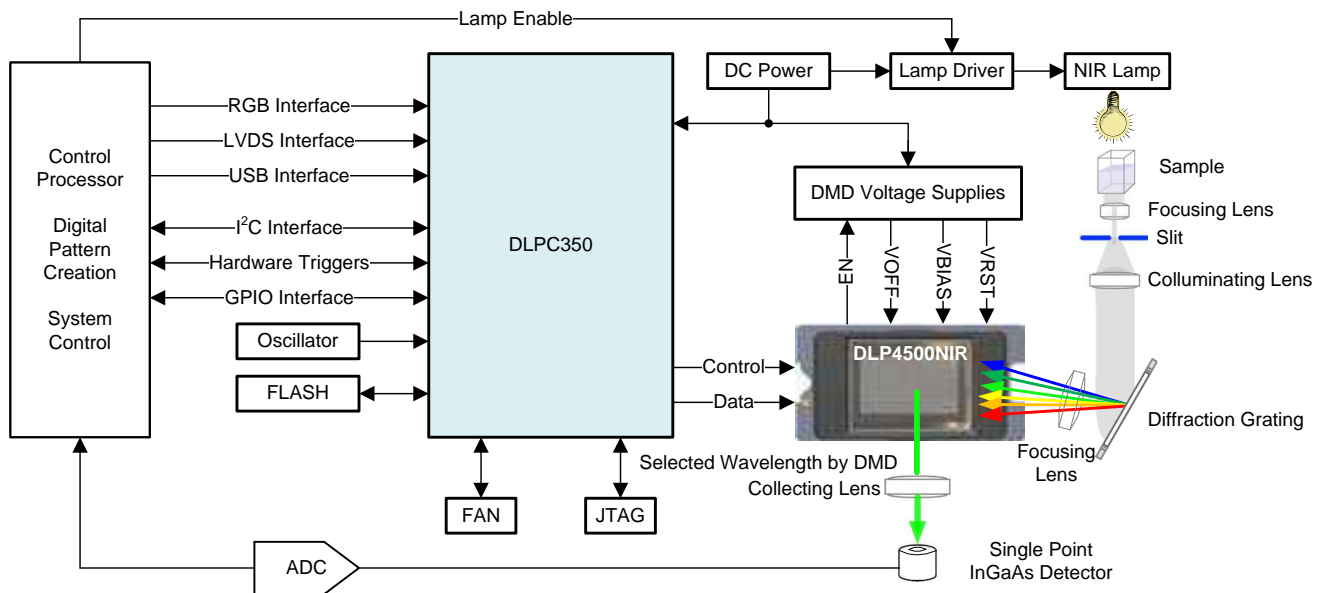 Lamp Enable
Control
Processor
Digital
Pattern
Creation
System
Control
RGB Interface
LVDS Interface
USB Interface
I²C Interface
Hardware Triggers
GPIO Interface
Oscillator
FLASH
DLPC350
FAN
JTAG
DC Power
Lamp Driver
NIR Lamp
DMD Voltage Supplies
EN
VOFF
VBIAS
VRST
Sample
Focusing Lens
Slit
Columinating Lens
DLP4500NIR
Control
Data
Diffraction Grating
Focusing
Lens
Selected Wavelength by DMD
Collecting Lens
Single Point
InGaAs Detector
ADC